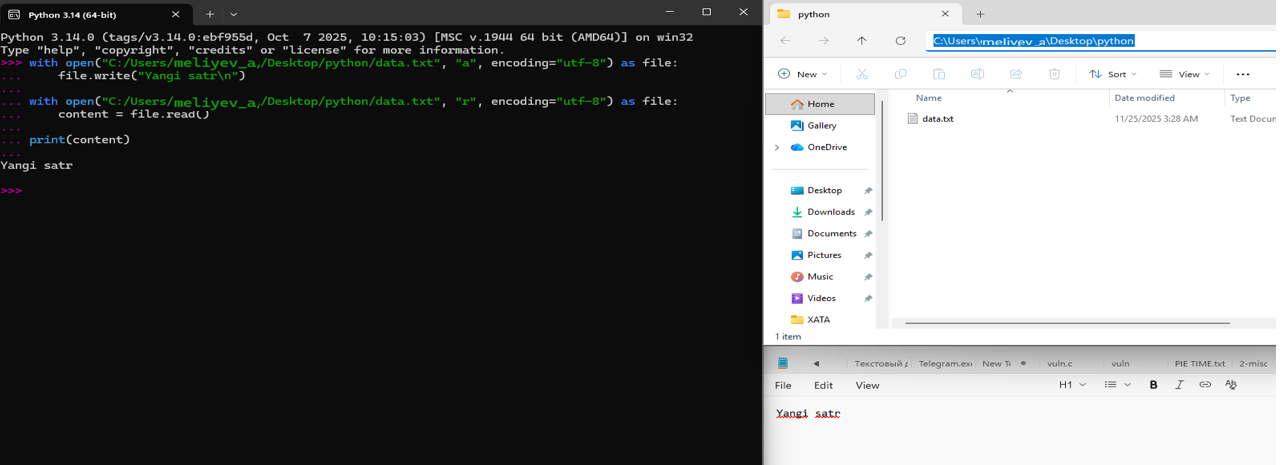 Python 3.14 (64-bit)
Python 3.14.0 (tags/v3.14.0:ebf955d, Oct  7 2025, 10:15:03) [MSC v.1944 64 bit (AMD64)] on win32
Type "help", "copyright", "credits" or "license" for more information.
>>> with open("C:/Users/meliyev_a/Desktop/python/data.txt", "a", encoding="utf-8") as file:
...     file.write("Yangi satr\n")
...
... with open("C:/Users/meliyev_a/Desktop/python/data.txt", "r", encoding="utf-8") as file:
...     content = file.read()
...
... print(content)
...
Yangi satr
>>>
python
C:\Users\meliyev_a\Desktop\python
New
Sort
View
Home
Gallery
OneDrive
Desktop
Downloads
Documents
Pictures
Music
Videos
XATA
Name Date modified Type
data.txt 11/25/2025 3:28 AM Text Docum
1 item
Текстовый д Telegram.exe New Te vuln.c vuln PIE TIME.txt 2-misc
File Edit View H1 B I
Yangi satr